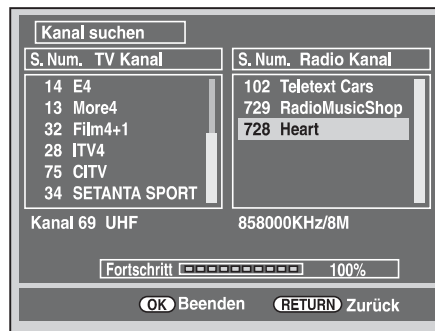 Kanal suchen
S. Num. TV Kanal
14 E4
13 More4
32 Film4+1
28 ITV4
75 CITV
34 SETANTA SPORT
S. Num. Radio Kanal
102 Teletext Cars
729 RadioMusicShop
728 Heart
Kanal 69 UHF
858000KHz/8M
Fortschritt 100%
OK Beenden RETURN Zurück